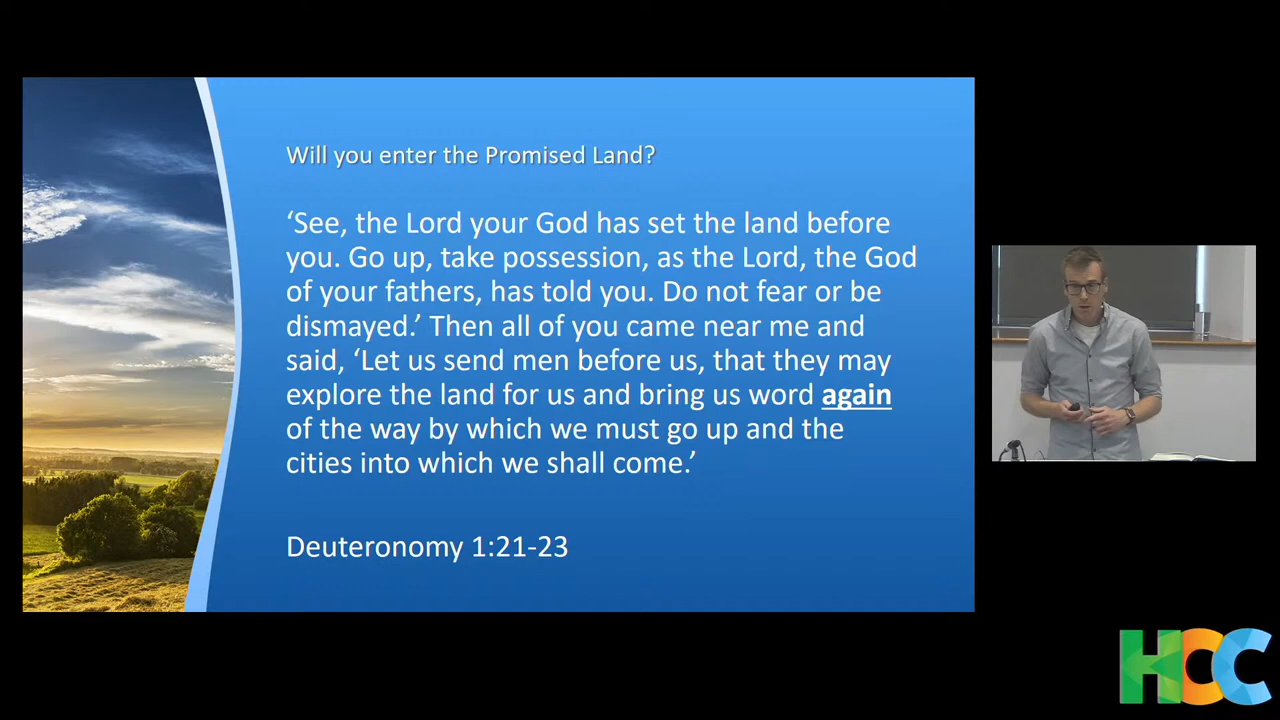 Will you enter the Promised Land?
‘See, the Lord your God has set the land before
you. Go up, take possession, as the Lord, the God
of your fathers, has told you. Do not fear or be
dismayed.’ Then all of you came near me and
said, ‘Let us send men before us, that they may
explore the land for us and bring us word again
of the way by which we must go up and the
cities into which we shall come.’
Deuteronomy 1:21-23
HCC